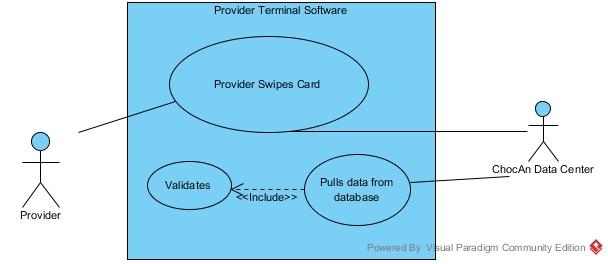 Provider Terminal Software
Provider Swipes Card
ChocAn Data Center
Validates
<<Include>>
Pulls data from
database
Provider
Powered By Visual Paradigm Community Edition